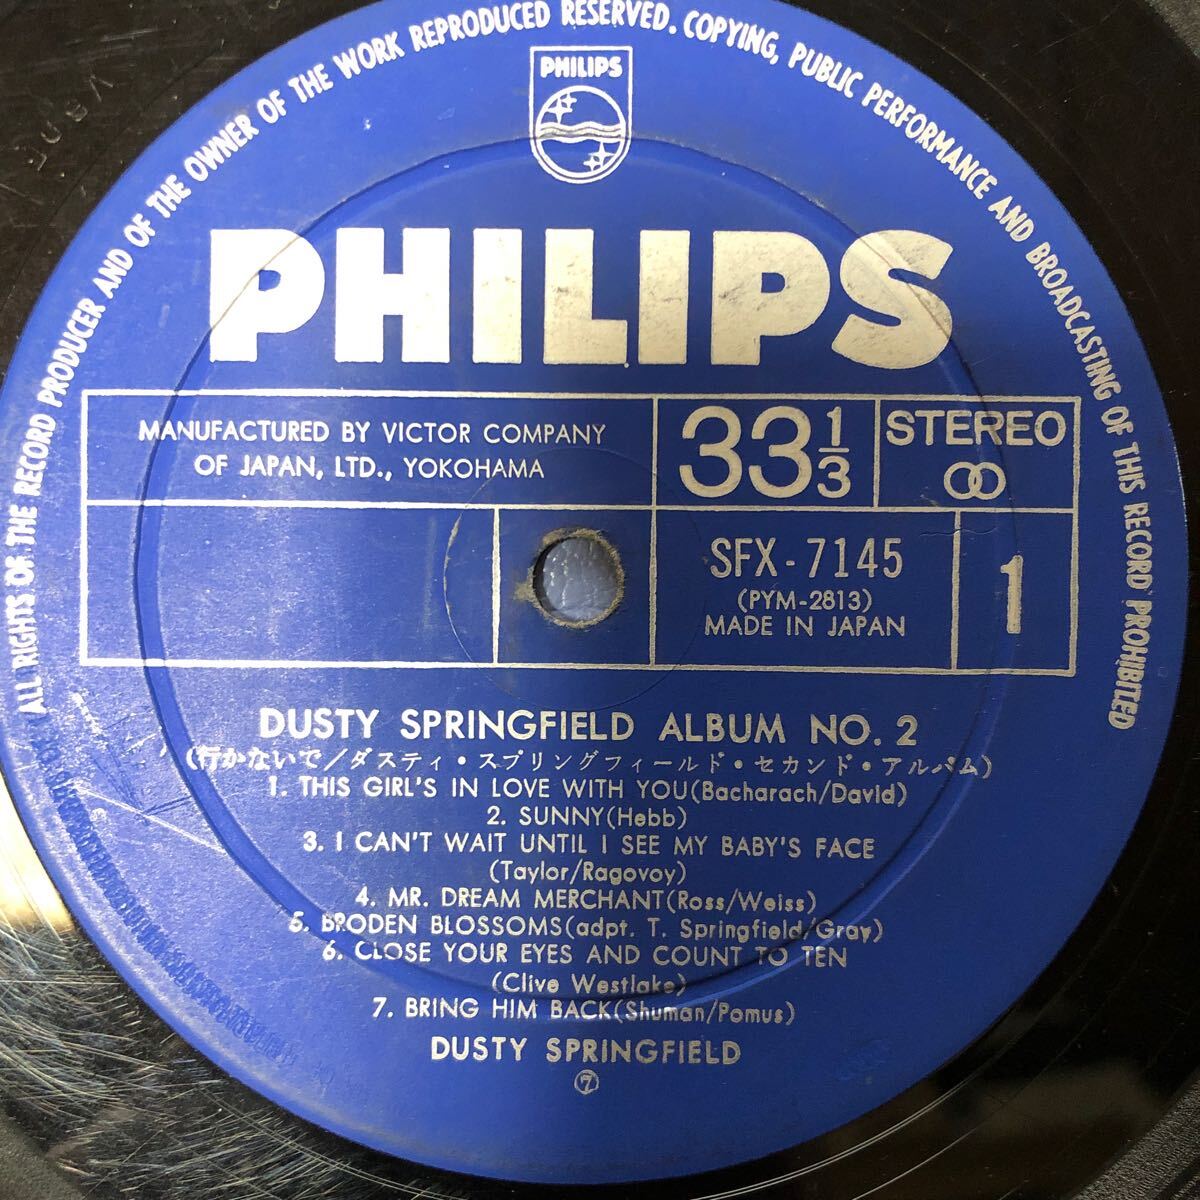 ALL RIGHTS OF THE RECORD PRODUCER AND OF THE OWNER OF THE WORK REPRODUCED RESERVED. COPYING, PUBLIC PERFORMANCE AND BROADCASTING OF THIS RECORD PROHIBITED
PHILIPS
PHILIPS
MANUFACTURED BY VICTOR COMPANY
OF JAPAN, LTD., YOKOHAMA
33 1/3
STEREO
SFX-7145
(PYM-2813)
MADE IN JAPAN
1
DUSTY SPRINGFIELD ALBUM NO. 2
(行かないで/ダスティ・スプリングフィールド・セカンド・アルバム)
1. THIS GIRL'S IN LOVE WITH YOU(Bacharach/David)
2. SUNNY(Hebb)
3. I CAN'T WAIT UNTIL I SEE MY BABY'S FACE
(Taylor/Ragovoy)
4. MR. DREAM MERCHANT(Ross/Weiss)
5. BRODEN BLOSSOMS(adpt. T. Springfield/Gray)
6. CLOSE YOUR EYES AND COUNT TO TEN
(Clive Westlake)
7. BRING HIM BACK(Shuman/Pomus)
DUSTY SPRINGFIELD
⑦